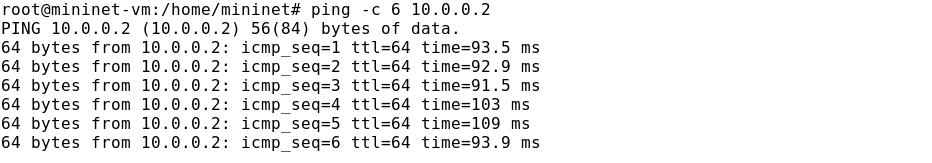 root@mininet-vm:/home/mininet# ping -c 6 10.0.0.2
PING 10.0.0.2 (10.0.0.2) 56(84) bytes of data.
64 bytes from 10.0.0.2: icmp_seq=1 ttl=64 time=93.5 ms
64 bytes from 10.0.0.2: icmp_seq=2 ttl=64 time=92.9 ms
64 bytes from 10.0.0.2: icmp_seq=3 ttl=64 time=91.5 ms
64 bytes from 10.0.0.2: icmp_seq=4 ttl=64 time=103 ms
64 bytes from 10.0.0.2: icmp_seq=5 ttl=64 time=109 ms
64 bytes from 10.0.0.2: icmp_seq=6 ttl=64 time=93.9 ms